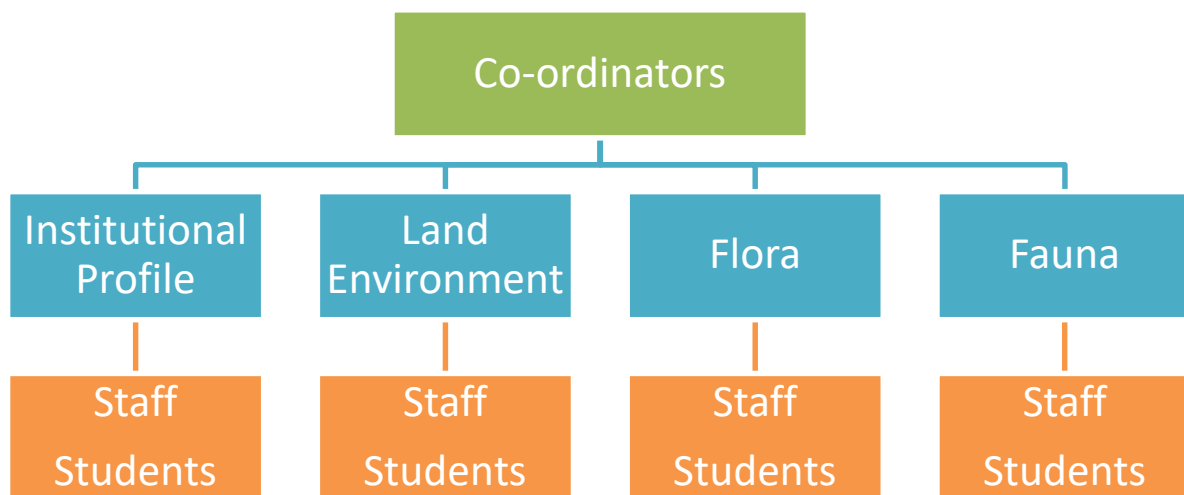 Co-ordinators
Institutional
Profile
Land
Environment
Flora
Fauna
Staff
Students
Staff
Students
Staff
Students
Staff
Students